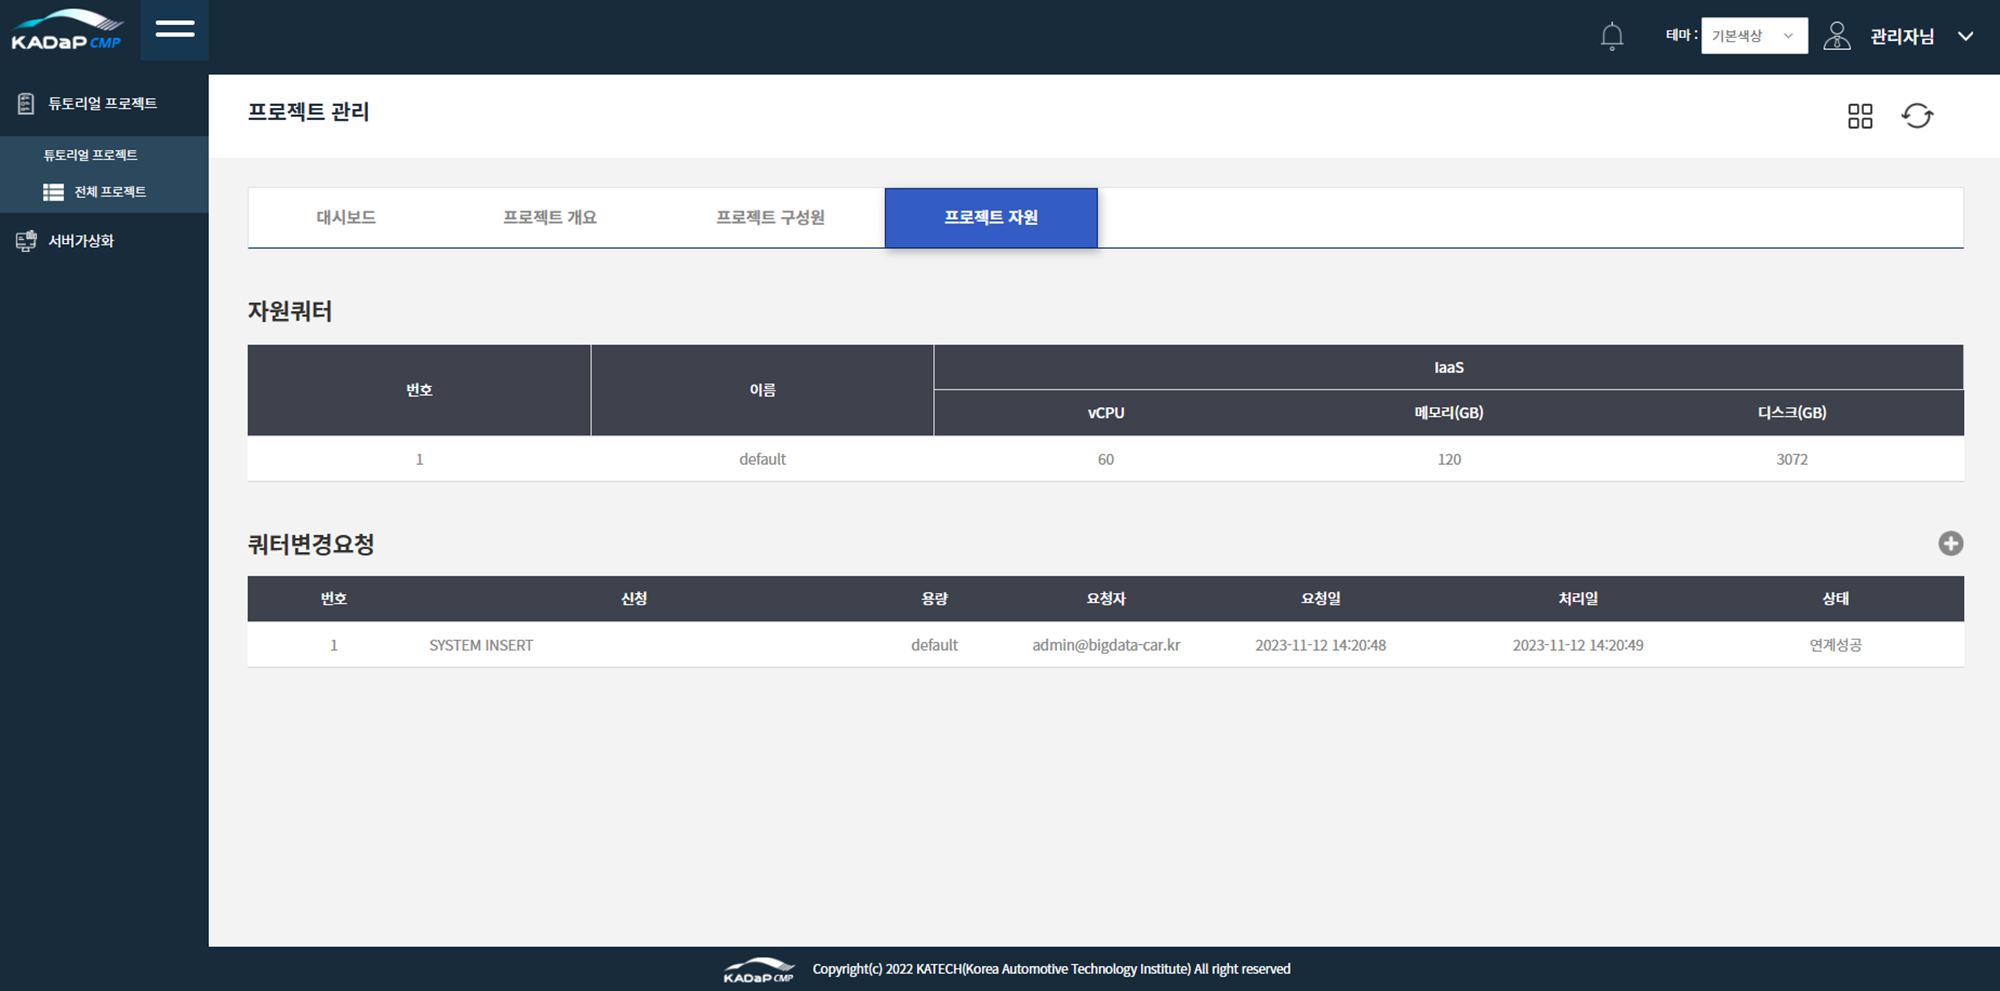 KADaP CMP
테마 : 기본색상 관리자님
튜토리얼 프로젝트
튜토리얼 프로젝트
전체 프로젝트
서버가상화
프로젝트 관리
대시보드 프로젝트 개요 프로젝트 구성원 프로젝트 자원
자원쿼터
번호 이름 IaaS
vCPU 메모리(GB) 디스크(GB)
1 default 60 120 3072
쿼터변경요청
번호 신청 용량 요청자 요청일 처리일 상태
1 SYSTEM INSERT default admin@bigdata-car.kr 2023-11-12 14:20:48 2023-11-12 14:20:49 연계성공
KADaP CMP Copyright(c) 2022 KATECH(Korea Automotive Technology Institute) All right reserved